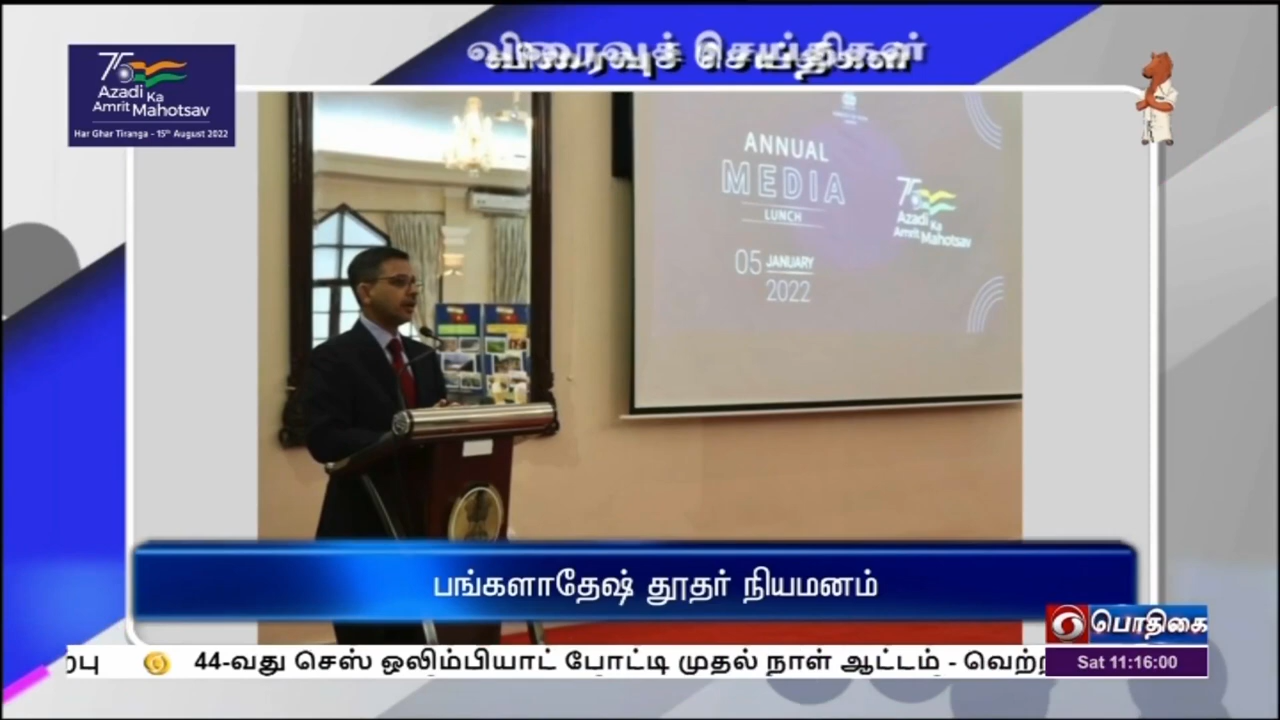 விரைவுச் செய்திகள்
75
Azadi
Ka
Amrit Mahotsav
Har Ghar Tiranga - 15th August 2022
ANNUAL
MEDIA
LUNCH
05 JANUARY
2022
75
Azadi
Ka
Amrit Mahotsav
பங்களாதேஷ் தூதர் நியமனம்
பொதிகை
Sat 11:16:00
பு
44-வது செஸ் ஒலிம்பியாட் போட்டி முதல் நாள் ஆட்டம் -